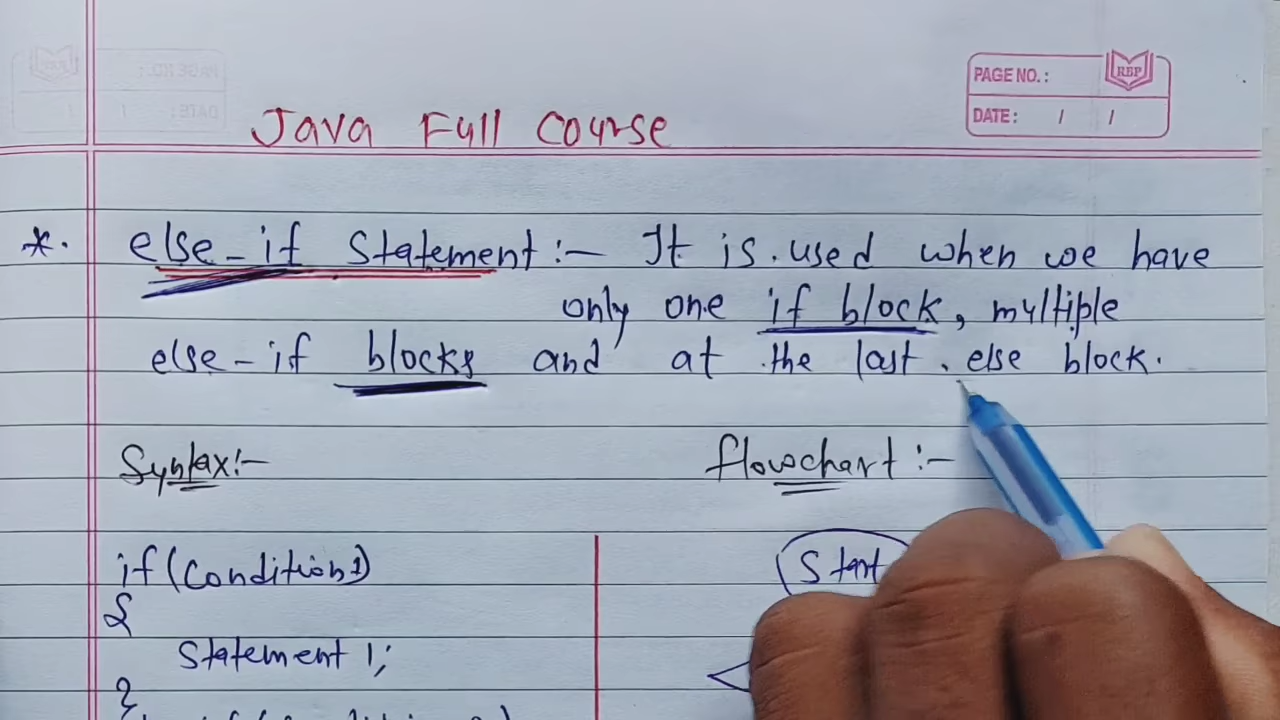 RBP
PAGE NO. :
DATE: / /
Java Full Course
*. else-if Statement:- It is used when we have
only one if block, multiple
else-if blocks and at the last else block.
Syntax:-
flowchart :-
if (Condition1)
Start
{
Statement 1;
}